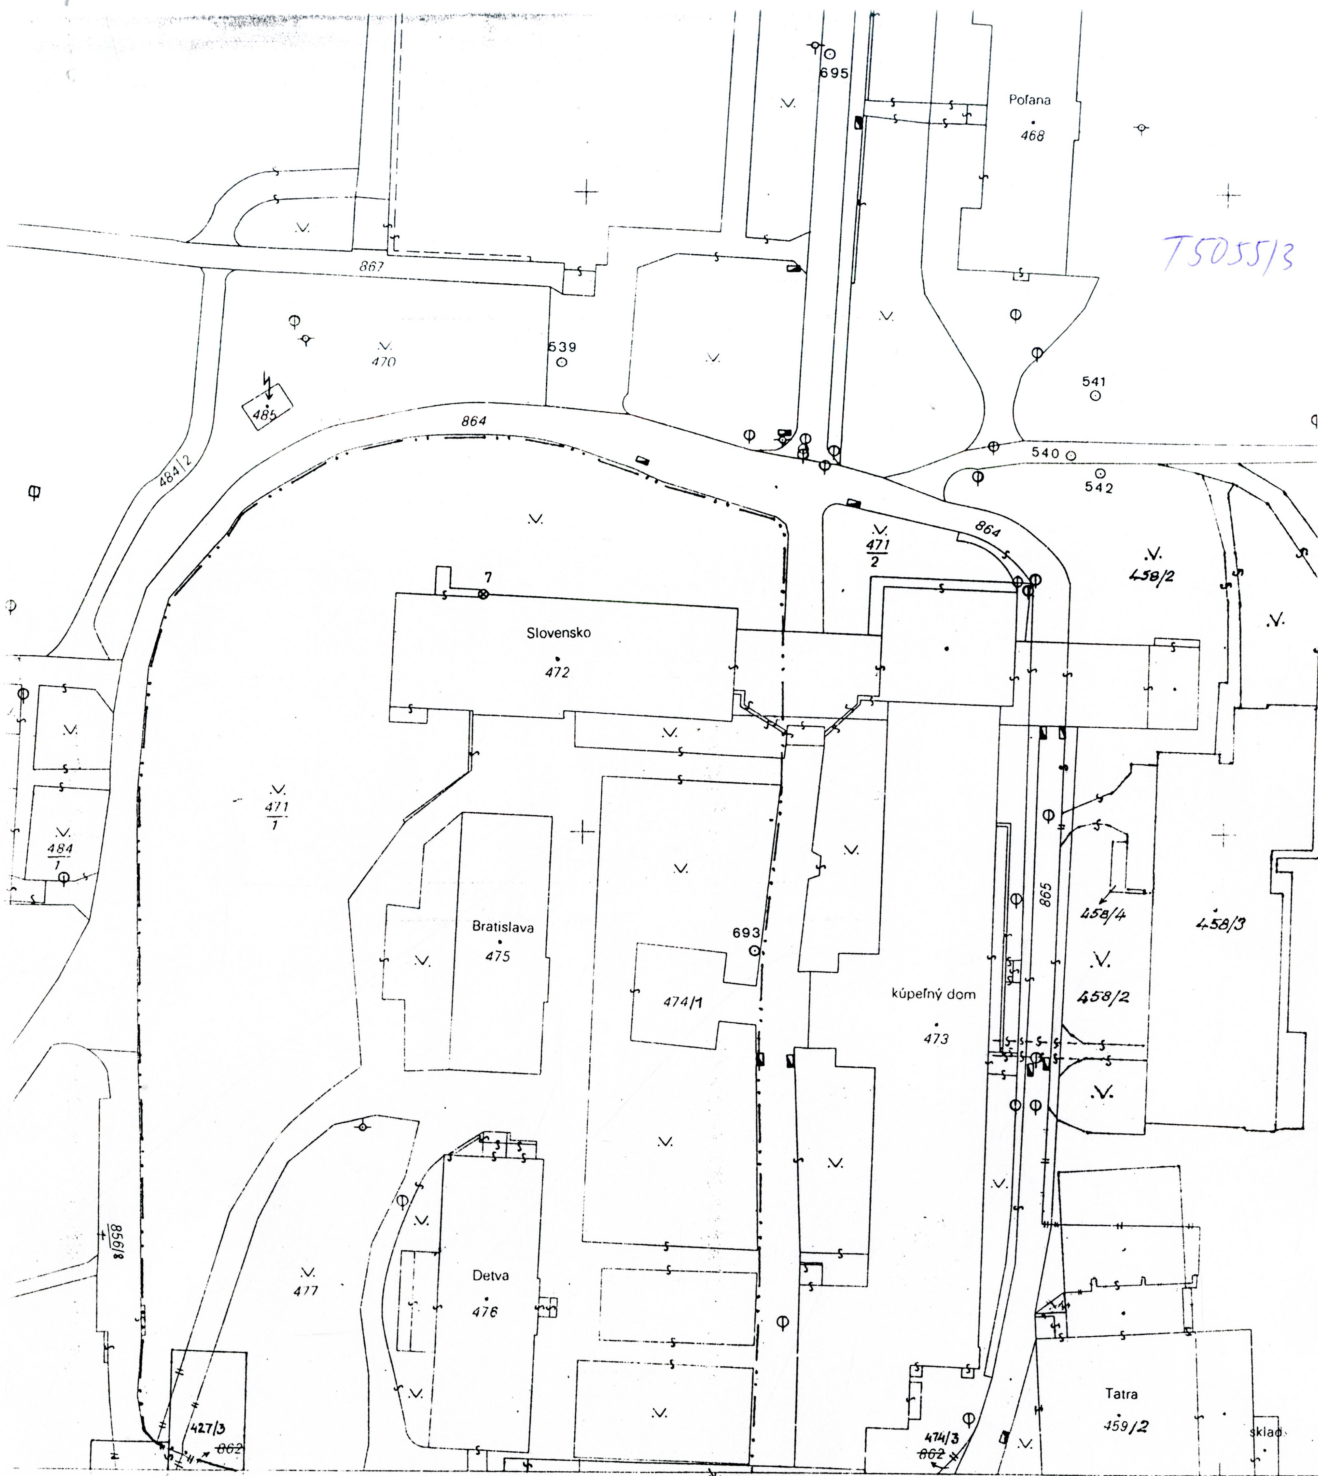 695
V.
Poľana
468
T5055/3
V.
867
V.
V.
470
539
V.
541
485
864
484/2
540
542
V.
V.
471
2
864
V.
458/2
7
V.
Slovensko
472
V.
V.
V.
471
1
V.
484
1
V.
V.
865
458/4
458/3
Bratislava
475
V.
693
V.
458/2
474/1
kúpeľný dom
473
V.
V.
V.
V.
856/8
V.
V.
477
Detva
476
V.
V.
Tatra
459/2
427/3
862
474/3
862
V.
sklad